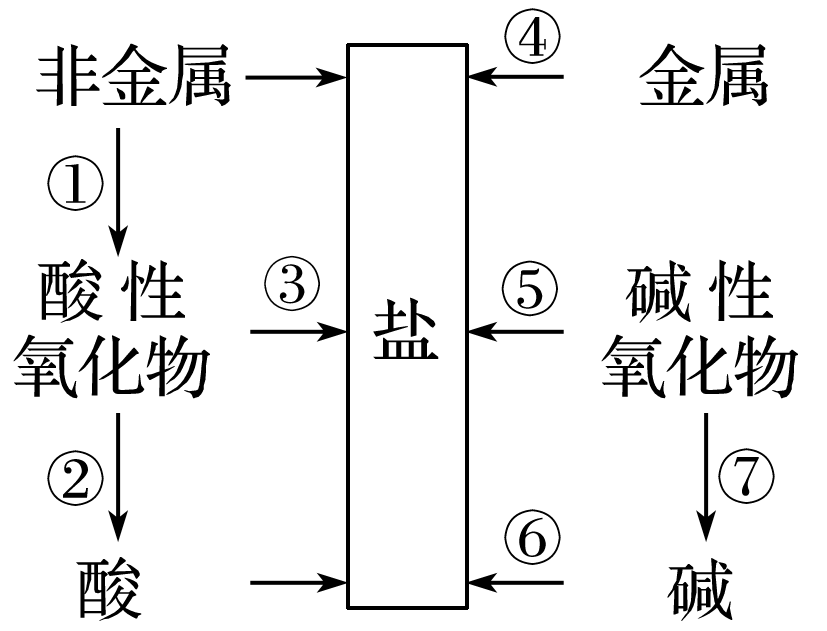 ④
非金属
金属
①
酸性
氧化物
③
盐
⑤
碱性
氧化物
②
⑦
酸
⑥
碱